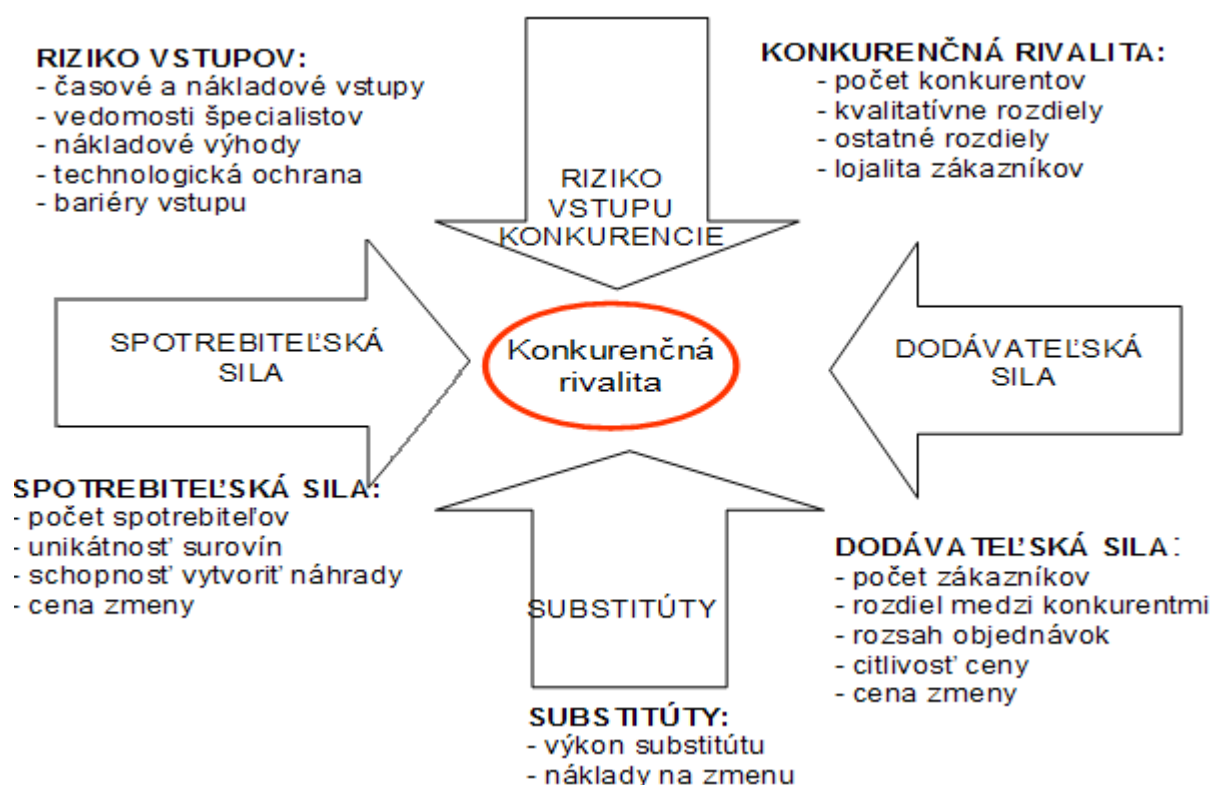 RIZIKO VSTUPOV:
- časové a nákladové vstupy
- vedomosti špecialistov
- nákladové výhody
- technologická ochrana
- bariéry vstupu
RIZIKO
VSTUPU
KONKURENCIE
KONKURENČNÁ RIVALITA:
- počet konkurentov
- kvalitatívne rozdiely
- ostatné rozdiely
- lojalita zákazníkov
SPOTREBITEĽSKÁ
SILA
Konkurenčná
rivalita
DODÁVATEĽSKÁ
SILA
SPOTREBITEĽSKÁ SILA:
- počet spotrebiteľov
- unikátnosť surovín
- schopnosť vytvoriť náhrady
- cena zmeny
SUBSTITÚTY
DODÁVATEĽSKÁ SILA:
- počet zákazníkov
- rozdiel medzi konkurentmi
- rozsah objednávok
- citlivosť ceny
- cena zmeny
SUBSTITÚTY:
- výkon substitútu
- náklady na zmenu